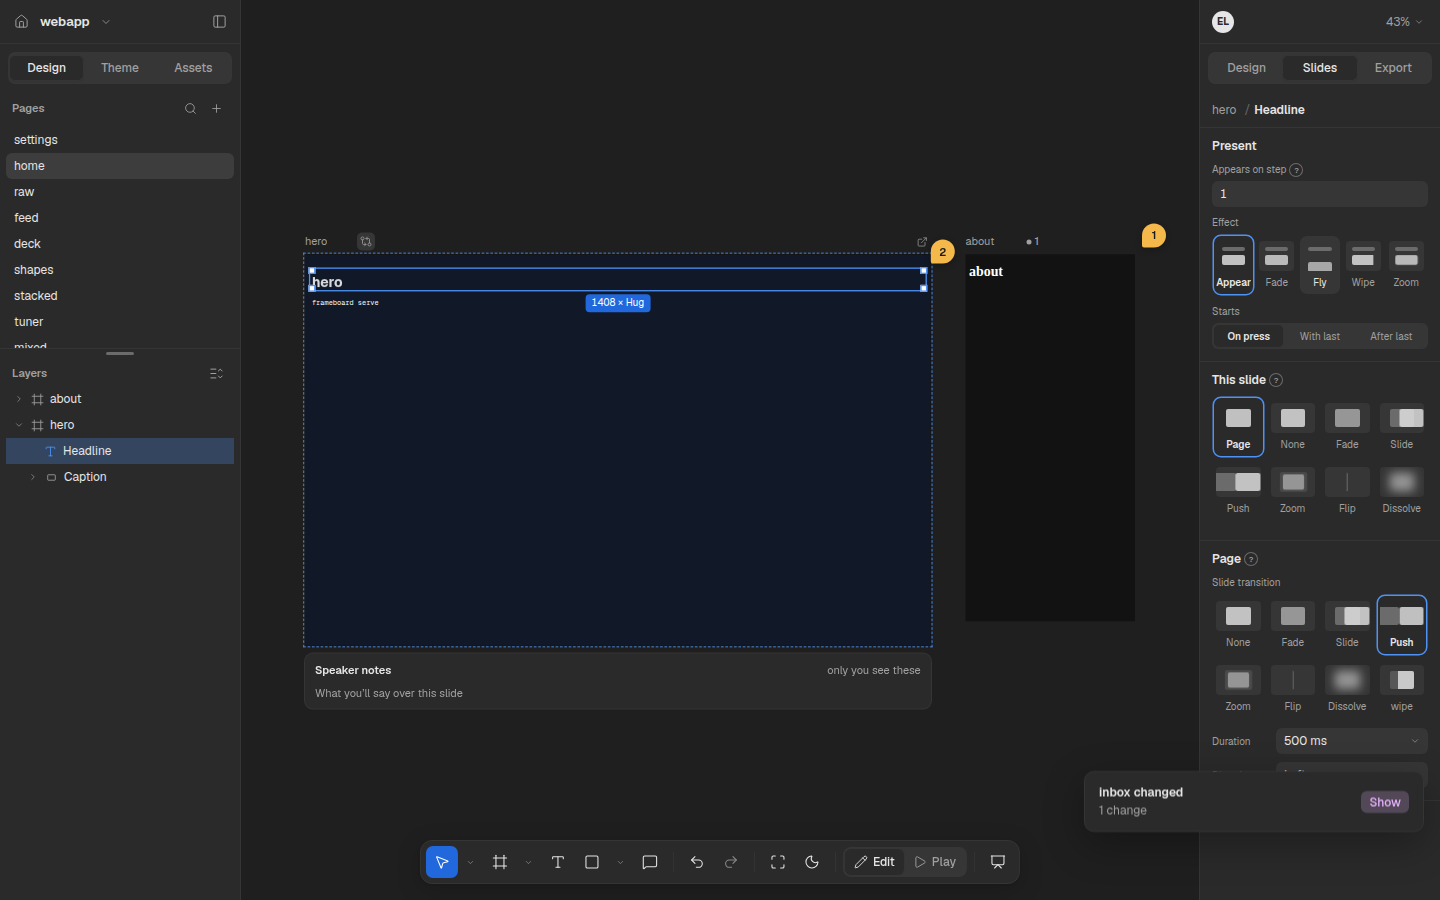 webapp
Design
Theme
Assets
Pages
settings
home
raw
feed
deck
shapes
stacked
tuner
mixed
Layers
about
hero
Headline
Caption
hero
2
hero
frameboard serve
1408 × Hug
about
1
1
about
Speaker notes
only you see these
What you'll say over this slide
Edit
Play
EL
43%
Design
Slides
Export
hero / Headline
Present
Appears on step ?
1
Effect
Appear
Fade
Fly
Wipe
Zoom
Starts
On press
With last
After last
This slide ?
Page
None
Fade
Slide
Push
Zoom
Flip
Dissolve
Page ?
Slide transition
None
Fade
Slide
Push
Zoom
Flip
Dissolve
wipe
Duration
500 ms
inbox changed
1 change
Show